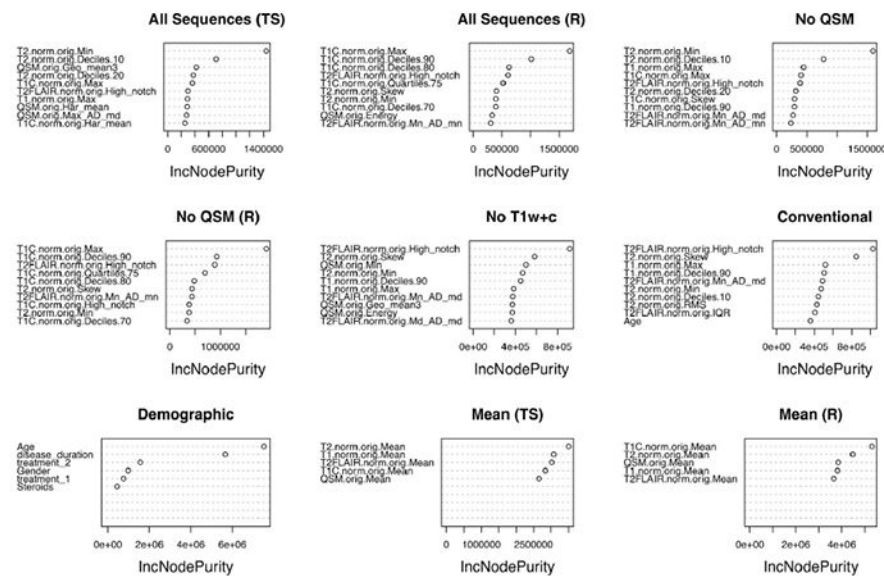 All Sequences (TS)
T2.norm.orig.Min
T2.norm.orig.Deciles.10
QSM.orig.Geo_mean3
T2.norm.orig.Deciles.20
T1C.norm.orig.Max
T2FLAIR.norm.orig.High_notch
T1.norm.orig.Max
QSM.orig.Har_mean
QSM.orig.Max_AD_md
T1C.norm.orig.Har_mean
0 600000 1400000
IncNodePurity
All Sequences (R)
T1C.norm.orig.Max
T1C.norm.orig.Deciles.90
T1C.norm.orig.Deciles.80
T2FLAIR.norm.orig.High_notch
T1C.norm.orig.Quartiles.75
T2.norm.orig.Skew
T2.norm.orig.Min
T1C.norm.orig.Deciles.70
QSM.orig.Energy
T2FLAIR.norm.orig.Mn_AD_mn
0 500000 1500000
IncNodePurity
No QSM
T2.norm.orig.Min
T2.norm.orig.Deciles.10
T1.norm.orig.Max
T1C.norm.orig.Max
T2FLAIR.norm.orig.High_notch
T2.norm.orig.Deciles.20
T1C.norm.orig.Skew
T1.norm.orig.Deciles.90
T2FLAIR.norm.orig.Mn_AD_md
T2FLAIR.norm.orig.Mn_AD_mn
0 500000 1500000
IncNodePurity
No QSM (R)
T1C.norm.orig.Max
T1C.norm.orig.Deciles.90
T2FLAIR.norm.orig.High_notch
T1C.norm.orig.Quartiles.75
T1C.norm.orig.Deciles.80
T2.norm.orig.Skew
T2FLAIR.norm.orig.Mn_AD_mn
T1C.norm.orig.High_notch
T2.norm.orig.Min
T1C.norm.orig.Deciles.70
0 1000000
IncNodePurity
No T1w+c
T2FLAIR.norm.orig.High_notch
T2.norm.orig.Skew
QSM.orig.Min
T2.norm.orig.Min
T1.norm.orig.Deciles.90
T1.norm.orig.Max
T2FLAIR.norm.orig.Mn_AD_md
QSM.orig.Geo_mean3
QSM.orig.Energy
T2FLAIR.norm.orig.Md_AD_md
0e+00 4e+05 8e+05
IncNodePurity
Conventional
T2FLAIR.norm.orig.High_notch
T2.norm.orig.Skew
T1.norm.orig.Max
T1.norm.orig.Deciles.90
T2FLAIR.norm.orig.Mn_AD_md
T2.norm.orig.Min
T2.norm.orig.Deciles.10
T2.norm.orig.RMS
T2FLAIR.norm.orig.IQR
Age
0e+00 4e+05 8e+05
IncNodePurity
Demographic
Age
disease_duration
treatment_2
Gender
treatment_1
Steroids
0e+00 2e+06 4e+06 6e+06
IncNodePurity
Mean (TS)
T2.norm.orig.Mean
T1.norm.orig.Mean
T2FLAIR.norm.orig.Mean
T1C.norm.orig.Mean
QSM.orig.Mean
0 1000000 2500000
IncNodePurity
Mean (R)
T1C.norm.orig.Mean
T2.norm.orig.Mean
QSM.orig.Mean
T1.norm.orig.Mean
T2FLAIR.norm.orig.Mean
0e+00 2e+06 4e+06
IncNodePurity